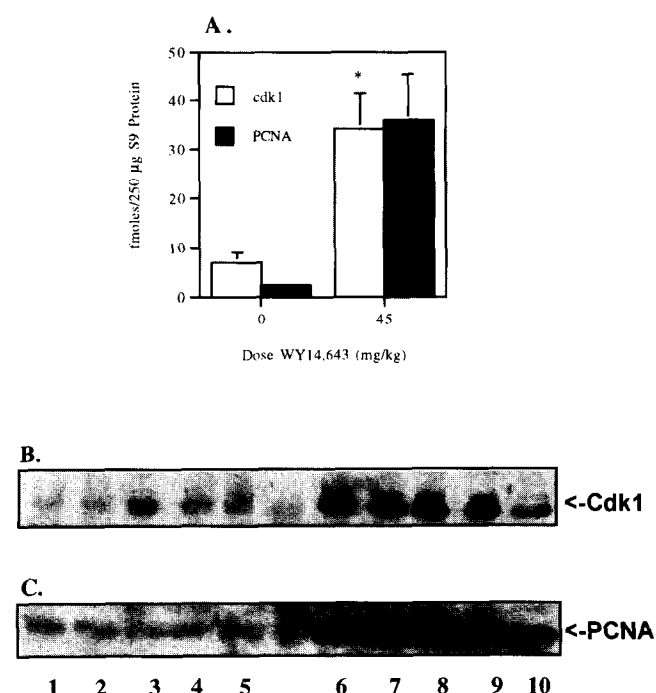 A.
50
40
30
20
10
0
fmoles/250 µg S9 Protein
cdk1
PCNA
*
0 45
Dose WY14,643 (mg/kg)
B.
<-Cdk1
C.
<-PCNA
1 2 3 4 5 6 7 8 9 10